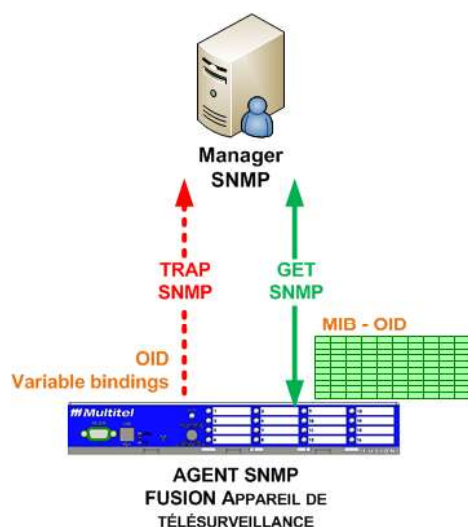 Manager
SNMP
TRAP
SNMP
GET
SNMP
MIB - OID
OID
Variable bindings
Multitel
AGENT SNMP
FUSION APPAREIL DE
TÉLÉSURVEILLANCE